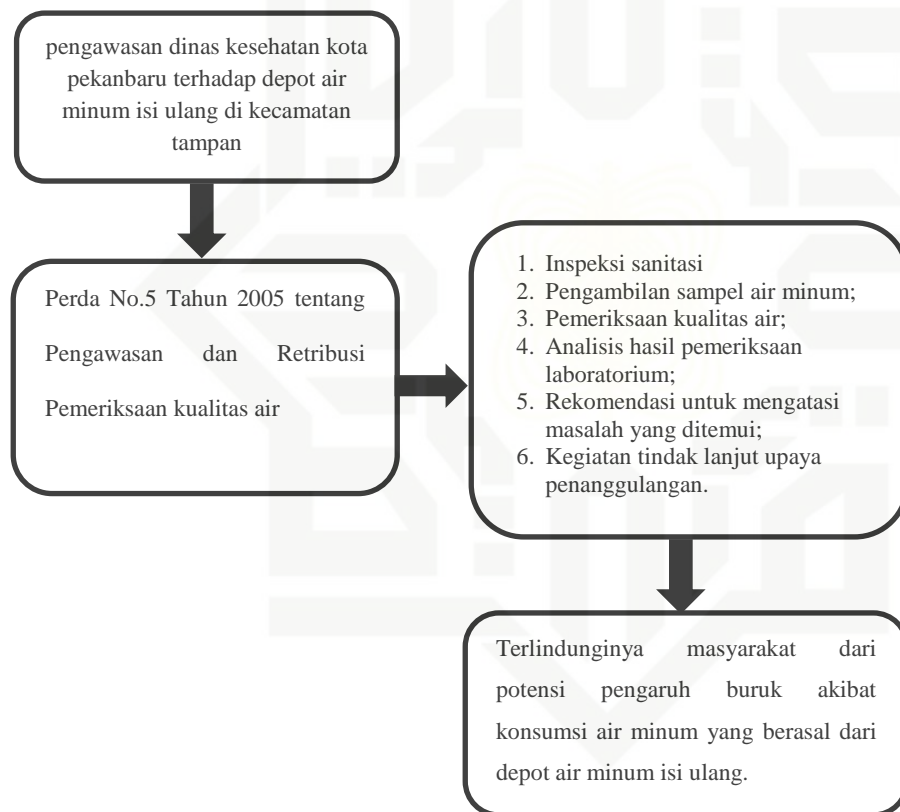 pengawasan dinas kesehatan kota
pekanbaru terhadap depot air
minum isi ulang di kecamatan
tampan
Perda No.5 Tahun 2005 tentang
Pengawasan dan Retribusi
Pemeriksaan kualitas air
1. Inspeksi sanitasi
2. Pengambilan sampel air minum;
3. Pemeriksaan kualitas air;
4. Analisis hasil pemeriksaan
laboratorium;
5. Rekomendasi untuk mengatasi
masalah yang ditemui;
6. Kegiatan tindak lanjut upaya
penanggulangan.
Terlindunginya masyarakat dari
potensi pengaruh buruk akibat
konsumsi air minum yang berasal dari
depot air minum isi ulang.